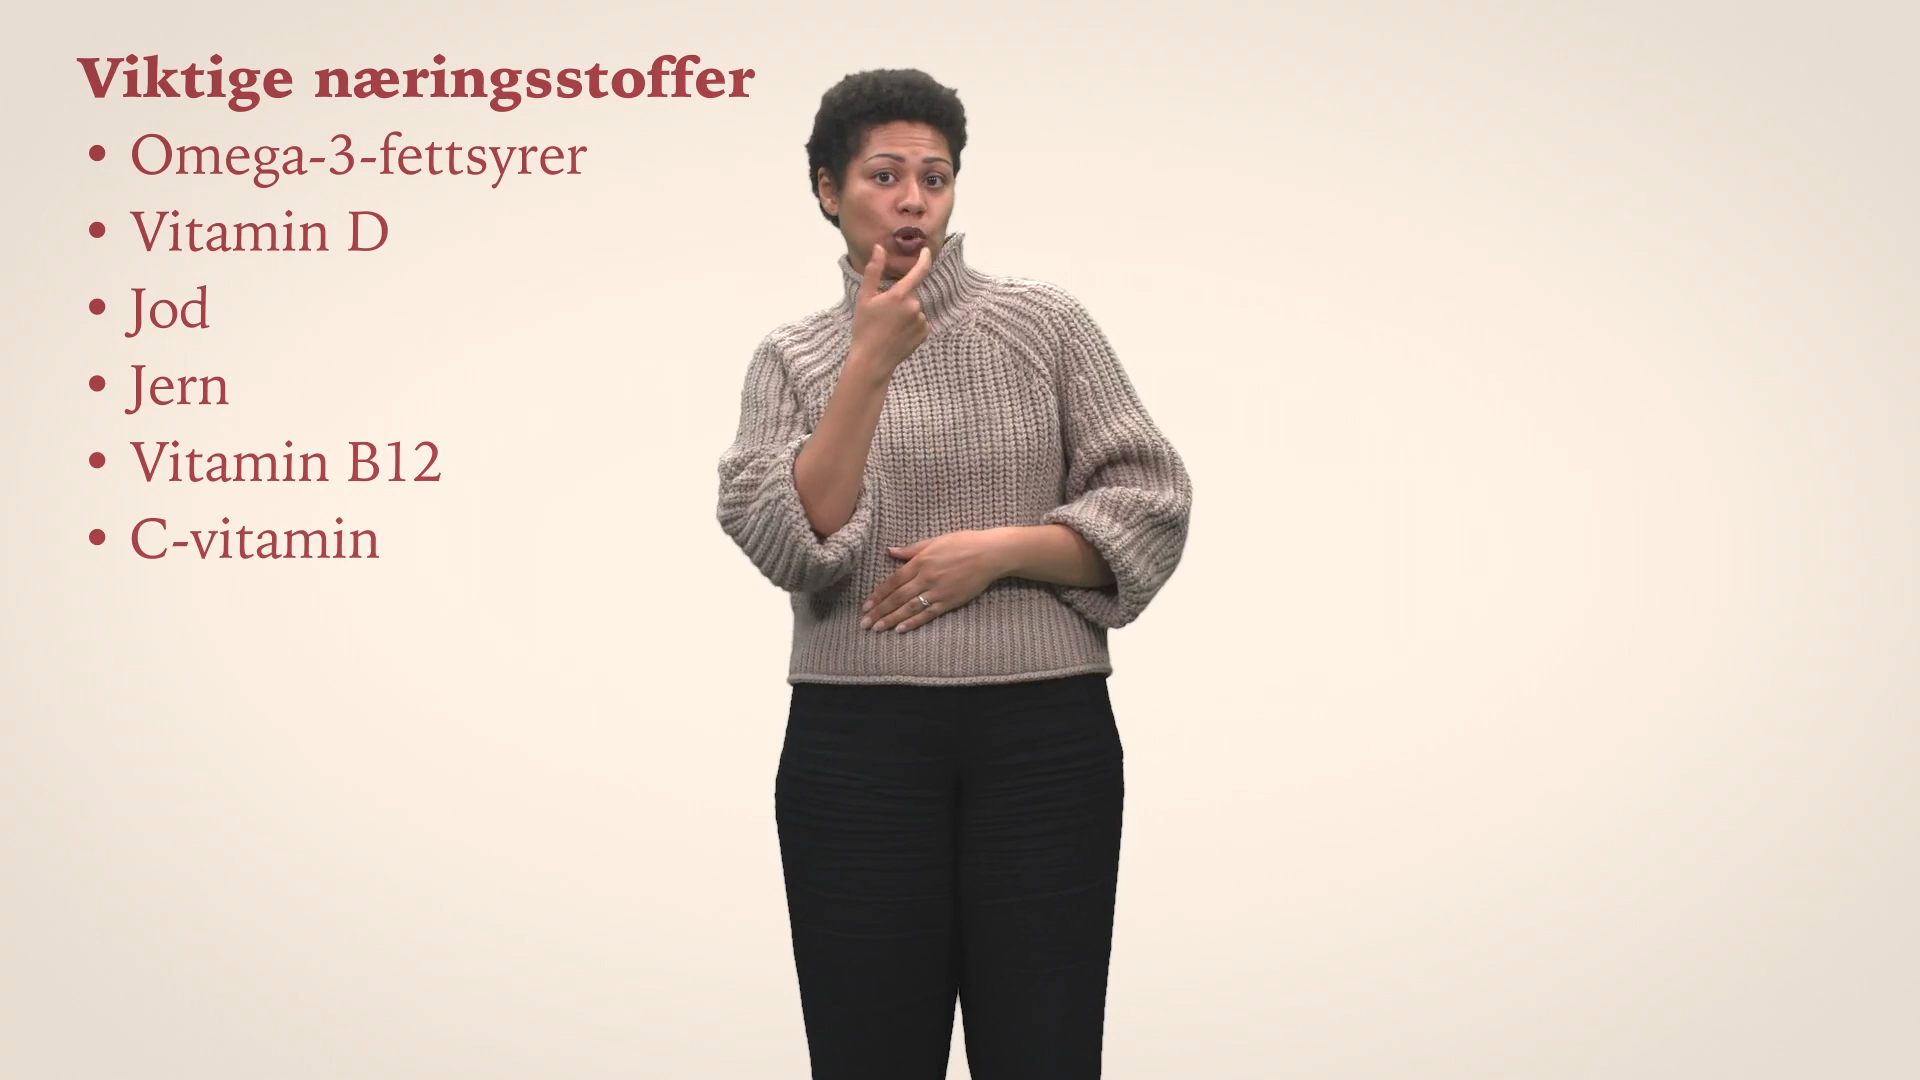 Viktige næringsstoffer
• Omega-3-fettsyrer
• Vitamin D
• Jod
• Jern
• Vitamin B12
• C-vitamin